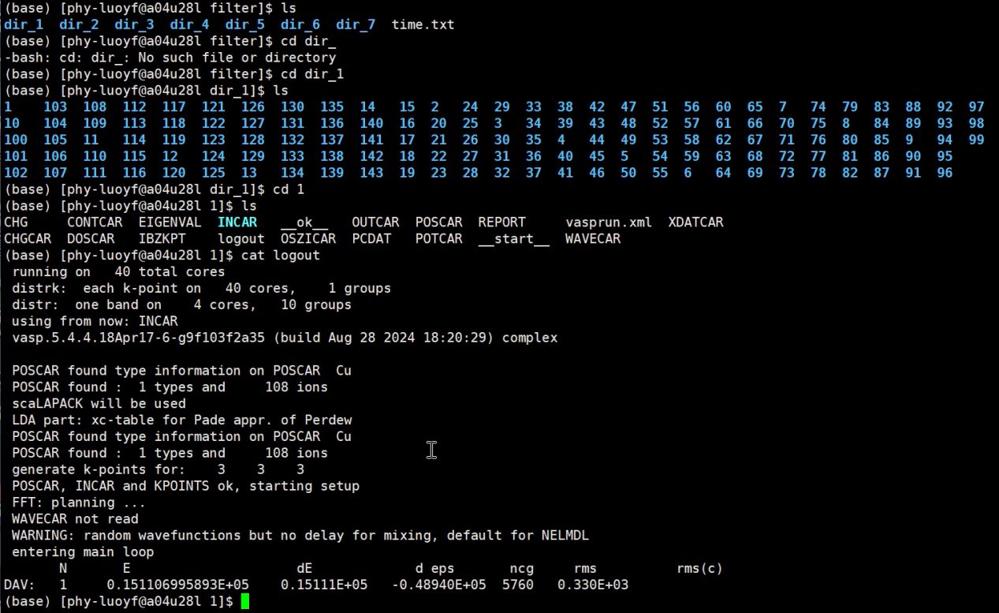 (base) [phy-luoyf@a04u28l filter]$ ls
dir_1  dir_2  dir_3  dir_4  dir_5  dir_6  dir_7  time.txt
(base) [phy-luoyf@a04u28l filter]$ cd dir_
-bash: cd: dir_: No such file or directory
(base) [phy-luoyf@a04u28l filter]$ cd dir_1
(base) [phy-luoyf@a04u28l dir_1]$ ls
1    103  108  112  117  121  126  130  135  14   15  2   24  29  33  38  42  47  51  56  60  65  7   74  79  83  88  92  97
10   104  109  113  118  122  127  131  136  140  16  20  25  3   34  39  43  48  52  57  61  66  70  75  8   84  89  93  98
100  105  11   114  119  123  128  132  137  141  17  21  26  30  35  4   44  49  53  58  62  67  71  76  80  85  9   94  99
101  106  110  115  12   124  129  133  138  142  18  22  27  31  36  40  45  5   54  59  63  68  72  77  81  86  90  95
102  107  111  116  120  125  13   134  139  143  19  23  28  32  37  41  46  50  55  6   64  69  73  78  82  87  91  96
(base) [phy-luoyf@a04u28l dir_1]$ cd 1
(base) [phy-luoyf@a04u28l 1]$ ls
CHG     CONTCAR  EIGENVAL  INCAR   __ok__   OUTCAR  POSCAR  REPORT     vasprun.xml  XDATCAR
CHGCAR  DOSCAR   IBZKPT    logout  OSZICAR  PCDAT   POTCAR  __start__  WAVECAR
(base) [phy-luoyf@a04u28l 1]$ cat logout
 running on   40 total cores
 distrk:  each k-point on   40 cores,    1 groups
 distr:  one band on    4 cores,   10 groups
 using from now: INCAR
 vasp.5.4.4.18Apr17-6-g9f103f2a35 (build Aug 28 2024 18:20:29) complex
 POSCAR found type information on POSCAR  Cu
 POSCAR found :  1 types and     108 ions
 scaLAPACK will be used
 LDA part: xc-table for Pade appr. of Perdew
 POSCAR found type information on POSCAR  Cu
 POSCAR found :  1 types and     108 ions
 generate k-points for:    3    3    3
 POSCAR, INCAR and KPOINTS ok, starting setup
 FFT: planning ...
 WAVECAR not read
 WARNING: random wavefunctions but no delay for mixing, default for NELMDL
 entering main loop
       N       E                     dE             d eps       ncg     rms          rms(c)
DAV:   1     0.151106995893E+05    0.15111E+05   -0.48940E+05  5760   0.330E+03
(base) [phy-luoyf@a04u28l 1]$